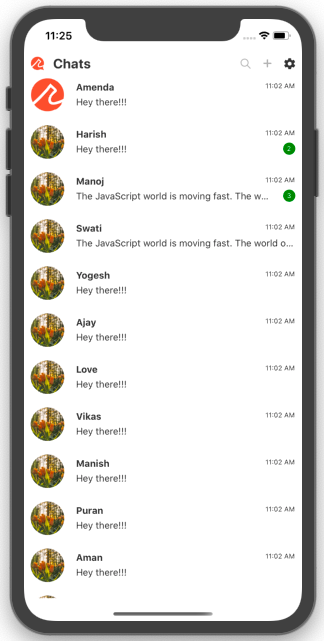 11:25
Chats
Amenda 11:02 AM
Hey there!!!
Harish 11:02 AM
Hey there!!! 2
Manoj 11:02 AM
The JavaScript world is moving fast. The w... 3
Swati 11:02 AM
The JavaScript world is moving fast. The world o...
Yogesh 11:02 AM
Hey there!!!
Ajay 11:02 AM
Hey there!!!
Love 11:02 AM
Hey there!!!
Vikas 11:02 AM
Hey there!!!
Manish 11:02 AM
Hey there!!!
Puran 11:02 AM
Hey there!!!
Aman 11:02 AM
Hey there!!!